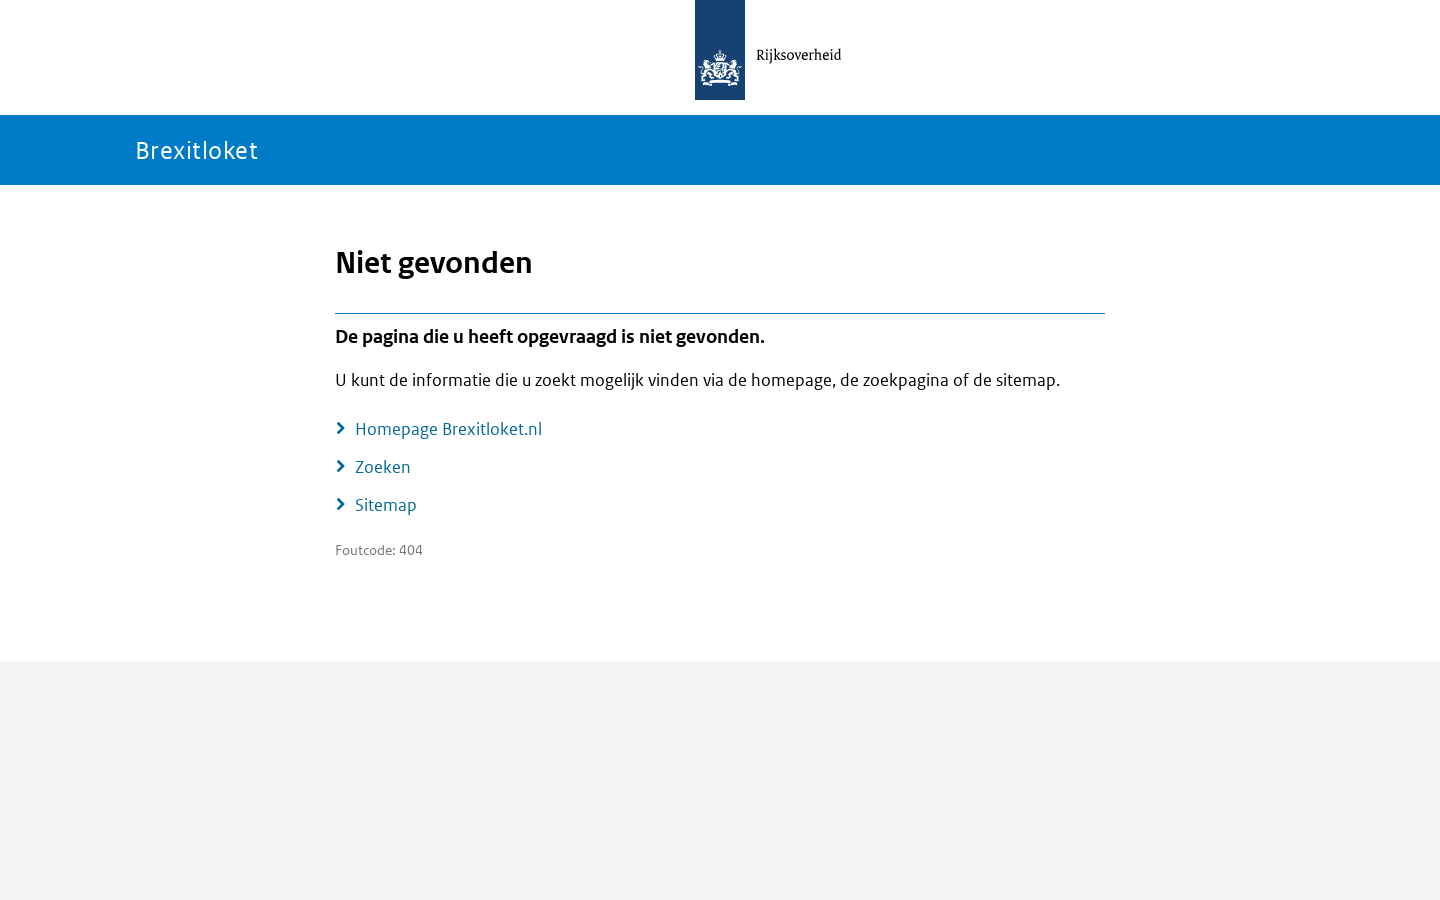 Rijksoverheid
Brexitloket
Niet gevonden
De pagina die u heeft opgevraagd is niet gevonden.
U kunt de informatie die u zoekt mogelijk vinden via de homepage, de zoekpagina of de sitemap.
Homepage Brexitloket.nl
Zoeken
Sitemap
Foutcode: 404